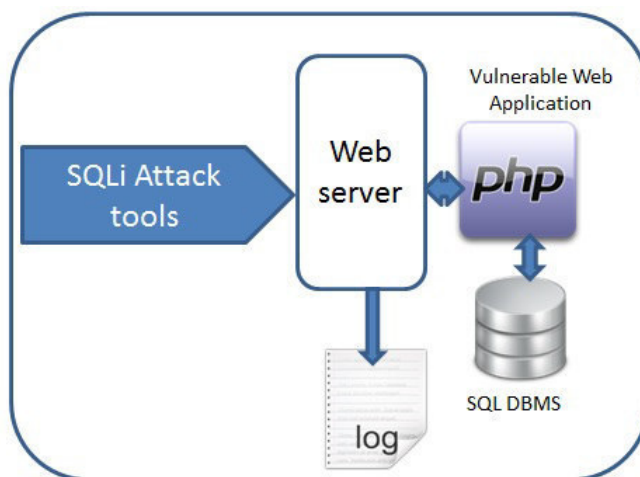 Vulnerable Web
Application
SQLi Attack
tools
Web
server
php
SQL DBMS
log